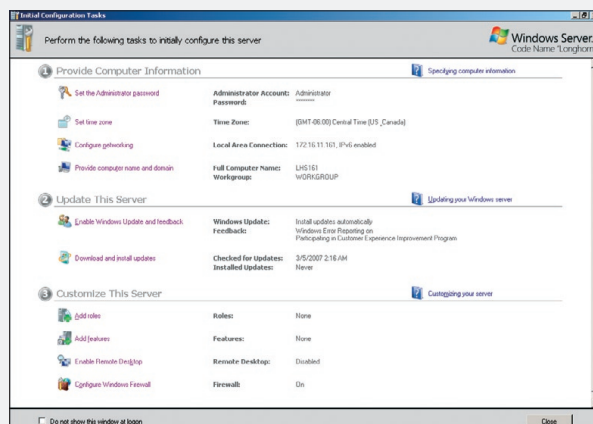 Initial Configuration Tasks
Perform the following tasks to initially configure this server
Windows Server
Code Name "Longhorn
1 Provide Computer Information
Specifying computer information
Set the Administrator password
Administrator Account: Administrator
Password: ********
Set time zone
Time Zone: (GMT-06:00) Central Time (US_Canada)
Configure networking
Local Area Connection: 172.16.11.161, IPv6 enabled
Provide computer name and domain
Full Computer Name: LHS161
Workgroup: WORKGROUP
2 Update This Server
Updating your Windows server
Enable Windows Update and feedback
Windows Update: Install updates automatically
Feedback: Windows Error Reporting on
Participating in Customer Experience Improvement Program
Download and install updates
Checked for Updates: 3/5/2007 2:16 AM
Installed Updates: Never
3 Customize This Server
Customizing your server
Add roles
Roles: None
Add features
Features: None
Enable Remote Desktop
Remote Desktop: Disabled
Configure Windows Firewall
Firewall: On
Do not show this window at logon
Close